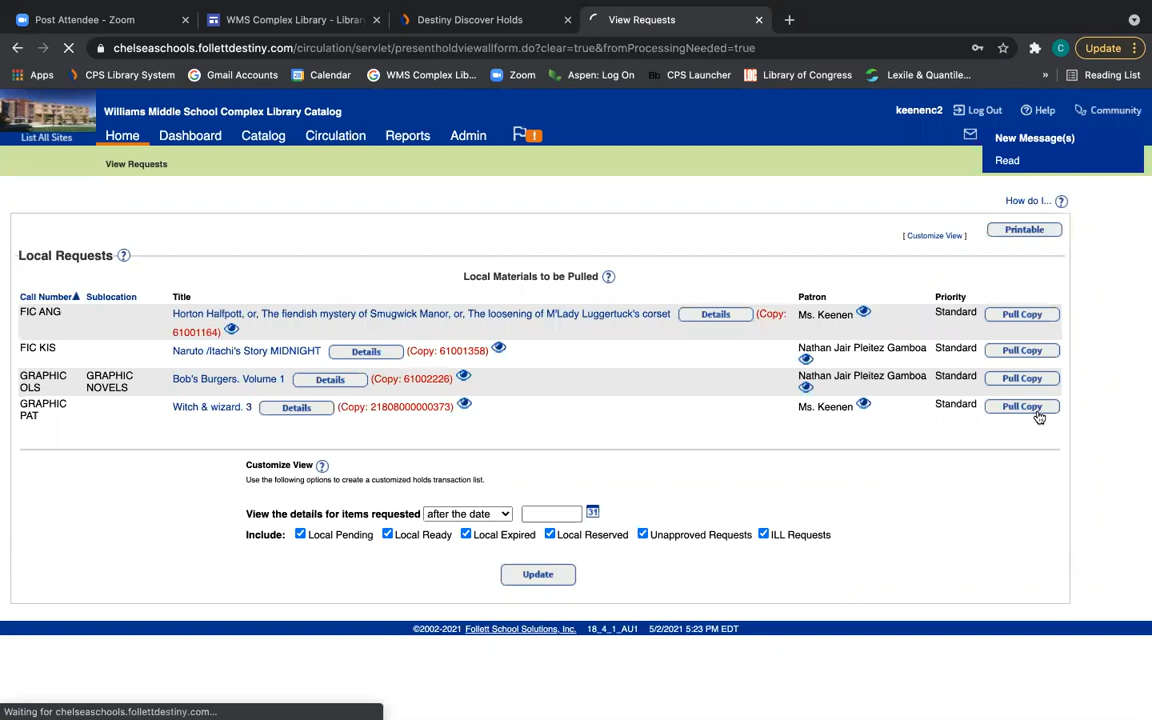 Post Attendee - Zoom
WMS Complex Library - Librar
Destiny Discover Holds
View Requests
chelseaschools.follettdestiny.com/circulation/servlet/presentholdviewallform.do?clear=true&fromProcessingNeeded=true
C
Update
Apps
CPS Library System
Gmail Accounts
Calendar
WMS Complex Lib...
Zoom
Aspen: Log On
Bb CPS Launcher
Library of Congress
Lexile & Quantile...
»
Reading List
Williams Middle School Complex Library Catalog
keenenc2
Log Out
Help
Community
List All Sites
Home
Dashboard
Catalog
Circulation
Reports
Admin
New Message(s)
Read
View Requests
How do I...
[ Customize View ]
Printable
Local Requests
Local Materials to be Pulled
Call Number Sublocation Title Patron Priority
FIC ANG Horton Halfpott, or, The fiendish mystery of Smugwick Manor, or, The loosening of M'Lady Luggertuck's corset Details (Copy: 61001164) Ms. Keenen Standard Pull Copy
FIC KIS Naruto /Itachi's Story MIDNIGHT Details (Copy: 61001358) Nathan Jair Pleitez Gamboa Standard Pull Copy
GRAPHIC OLS GRAPHIC NOVELS Bob's Burgers. Volume 1 Details (Copy: 61002226) Nathan Jair Pleitez Gamboa Standard Pull Copy
GRAPHIC PAT Witch & wizard. 3 Details (Copy: 21808000000373) Ms. Keenen Standard Pull Copy
Customize View
Use the following options to create a customized holds transaction list.
View the details for items requested after the date 31
Include: Local Pending Local Ready Local Expired Local Reserved Unapproved Requests ILL Requests
Update
©2002-2021 Follett School Solutions, Inc. 18_4_1_AU1 5/2/2021 5:23 PM EDT
Waiting for chelseaschools.follettdestiny.com...